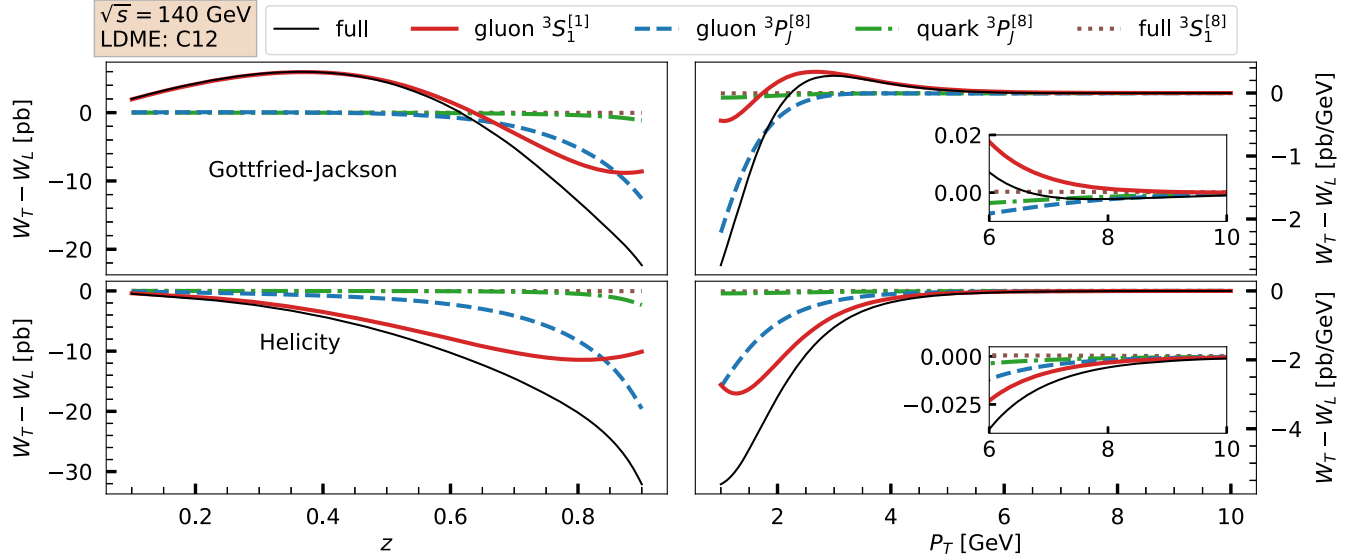 √s = 140 GeV
LDME: C12
full
gluon ³S₁^[1]
gluon ³P_J^[8]
quark ³P_J^[8]
full ³S₁^[8]
W_T − W_L [pb]
0
−10
−20
Gottfried-Jackson
0
−1
−2
W_T − W_L [pb/GeV]
0.02
0.00
6
8
10
W_T − W_L [pb]
0
−10
−20
−30
Helicity
0.2
0.4
0.6
0.8
z
0
−2
−4
W_T − W_L [pb/GeV]
0.000
−0.025
6
8
10
2
4
6
8
10
P_T [GeV]